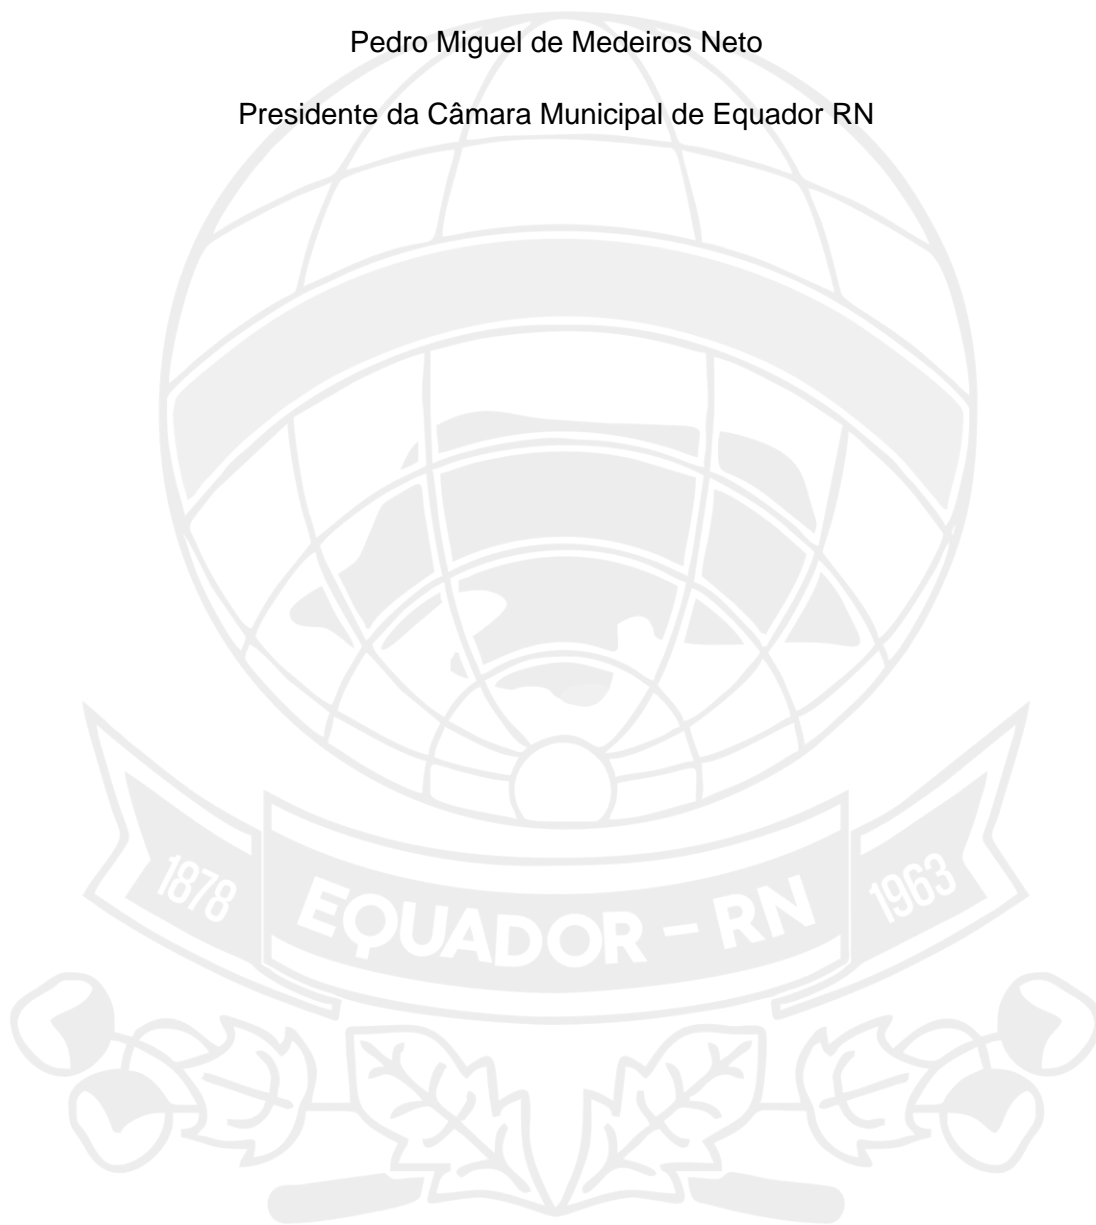 Pedro Miguel de Medeiros Neto
Presidente da Câmara Municipal de Equador RN
1878
EQUADOR - RN
1963